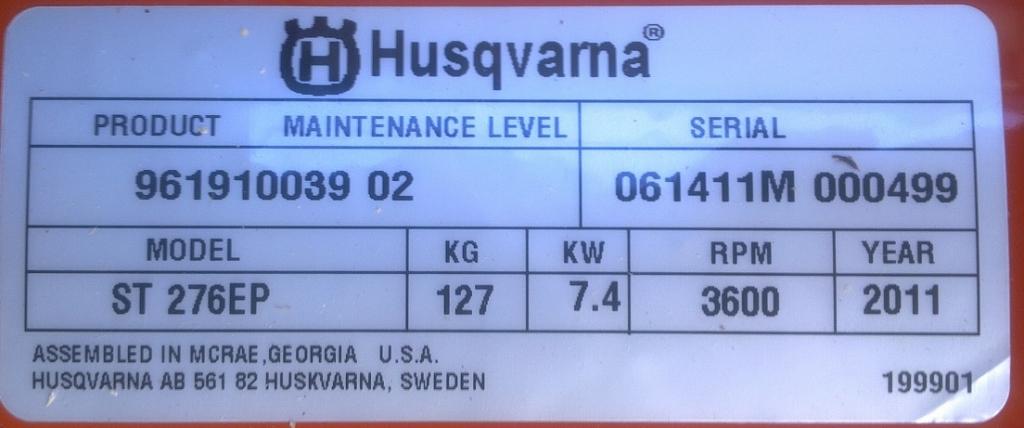 Husqvarna®
PRODUCT MAINTENANCE LEVEL SERIAL
961910039 02 061411M 000499
MODEL KG KW RPM YEAR
ST 276EP 127 7.4 3600 2011
ASSEMBLED IN MCRAE,GEORGIA U.S.A.
HUSQVARNA AB 561 82 HUSKVARNA, SWEDEN 199901